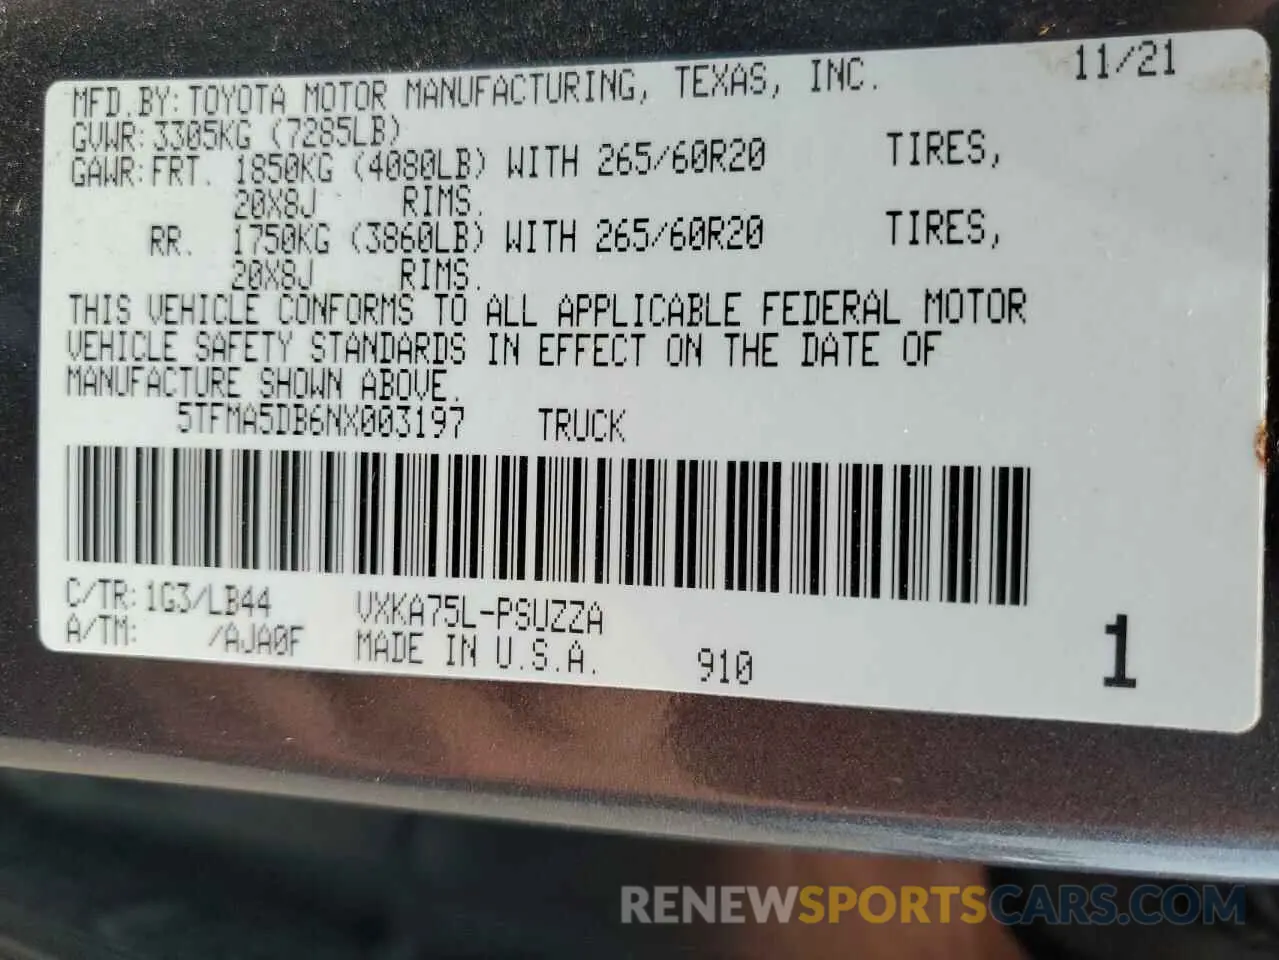 MFD.BY:TOYOTA MOTOR MANUFACTURING, TEXAS, INC. 11/21
GVWR:3305KG (7285LB)
GAWR:FRT. 1850KG (4080LB) WITH 265/60R20 TIRES,
20X8J RIMS.
RR. 1750KG (3860LB) WITH 265/60R20 TIRES,
20X8J RIMS.
THIS VEHICLE CONFORMS TO ALL APPLICABLE FEDERAL MOTOR
VEHICLE SAFETY STANDARDS IN EFFECT ON THE DATE OF
MANUFACTURE SHOWN ABOVE.
5TFMA5DB6NX003197 TRUCK
C/TR:1G3/LB44 VXKA75L-PSUZZA
A/TM: /AJA0F MADE IN U.S.A. 910 1
RENEWSPORTSCARS.COM